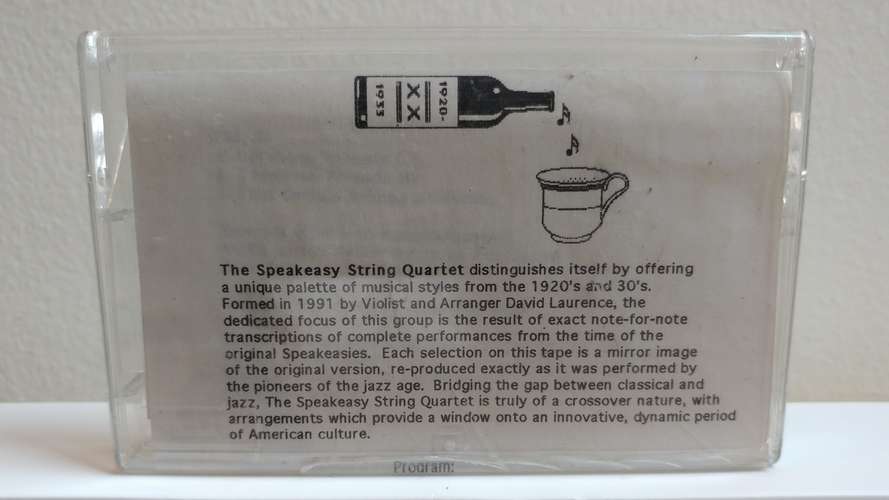 1920-
XX
1933
The Speakeasy String Quartet distinguishes itself by offering
a unique palette of musical styles from the 1920's and 30's.
Formed in 1991 by Violist and Arranger David Laurence, the
dedicated focus of this group is the result of exact note-for-note
transcriptions of complete performances from the time of the
original Speakeasies. Each selection on this tape is a mirror image
of the original version, re-produced exactly as it was performed by
the pioneers of the jazz age. Bridging the gap between classical and
jazz, The Speakeasy String Quartet is truly of a crossover nature, with
arrangements which provide a window onto an innovative, dynamic period
of American culture.
Program: